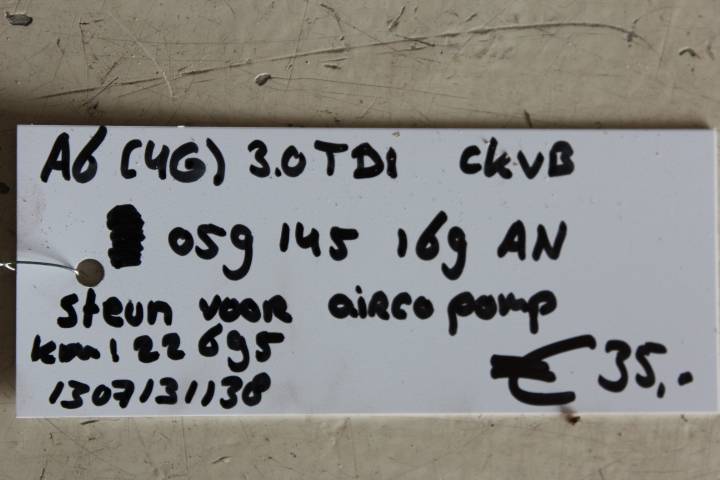 A6 (4G) 3.0 TDI CKVB
059 145 169 AN
steun voor airco pomp
km 122695
1307131138
€ 35,-